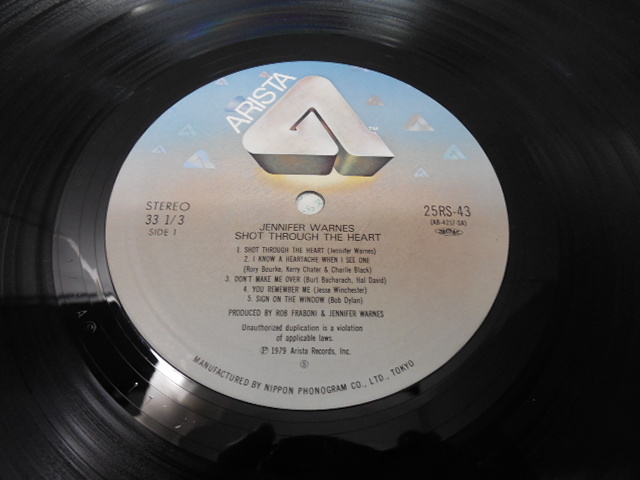 ARISTA
TM
STEREO
33 1/3
SIDE 1
25RS-43
(AB-4217-SA)
JENNIFER WARNES
SHOT THROUGH THE HEART
1. SHOT THROUGH THE HEART (Jennifer Warnes)
2. I KNOW A HEARTACHE WHEN I SEE ONE
(Rory Bourke, Kerry Chater & Charlie Black)
3. DON'T MAKE ME OVER (Burt Bacharach, Hal David)
4. YOU REMEMBER ME (Jesse Winchester)
5. SIGN ON THE WINDOW (Bob Dylan)
PRODUCED BY ROB FRABONI & JENNIFER WARNES
Unauthorized duplication is a violation
of applicable laws.
Ⓟ 1979 Arista Records, Inc.
Ⓢ
MANUFACTURED BY NIPPON PHONOGRAM CO., LTD., TOKYO